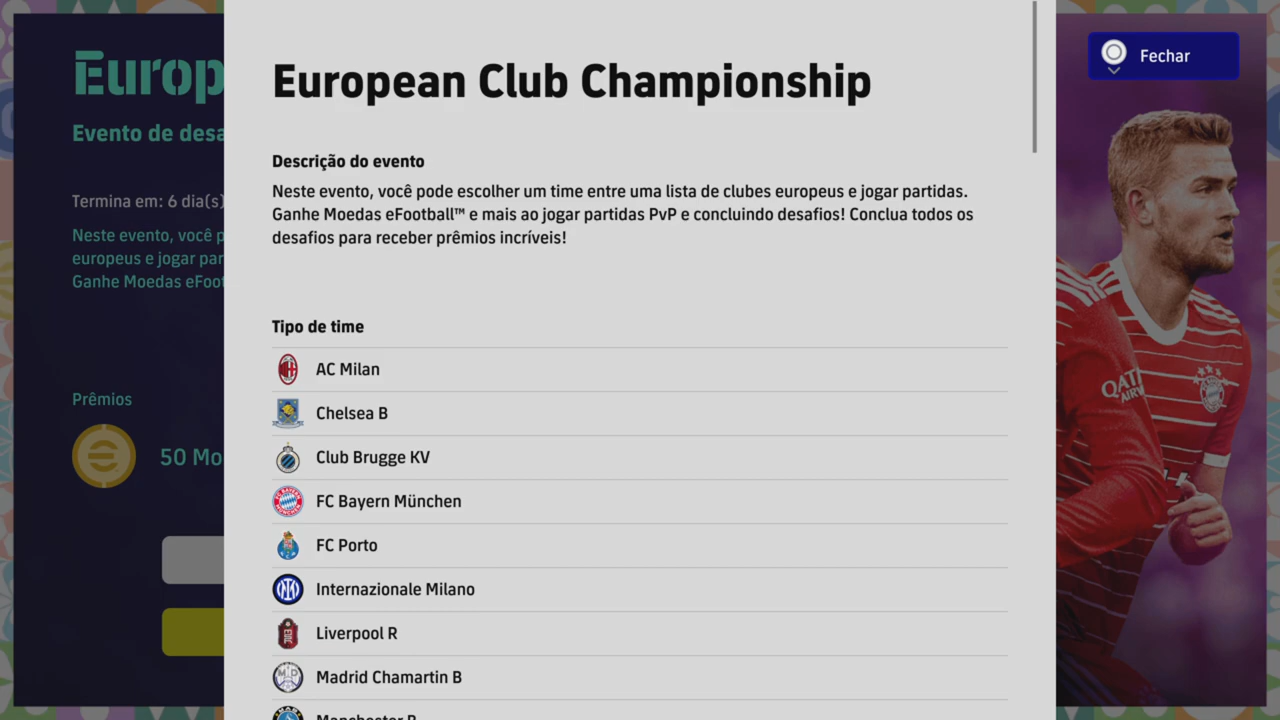 European Club Championship
Descrição do evento
Neste evento, você pode escolher um time entre uma lista de clubes europeus e jogar partidas.
Ganhe Moedas eFootball™ e mais ao jogar partidas PvP e concluindo desafios! Conclua todos os
desafios para receber prêmios incríveis!
Tipo de time
AC Milan
Chelsea B
Club Brugge KV
FC Bayern München
FC Porto
Internazionale Milano
Liverpool R
Madrid Chamartin B
Manchester B
Fechar
Europ
Evento de desa
Termina em: 6 dia(s)
Neste evento, você p
europeus e jogar par
Ganhe Moedas eFoot
Prêmios
50 Mo
QATAR
AIRW